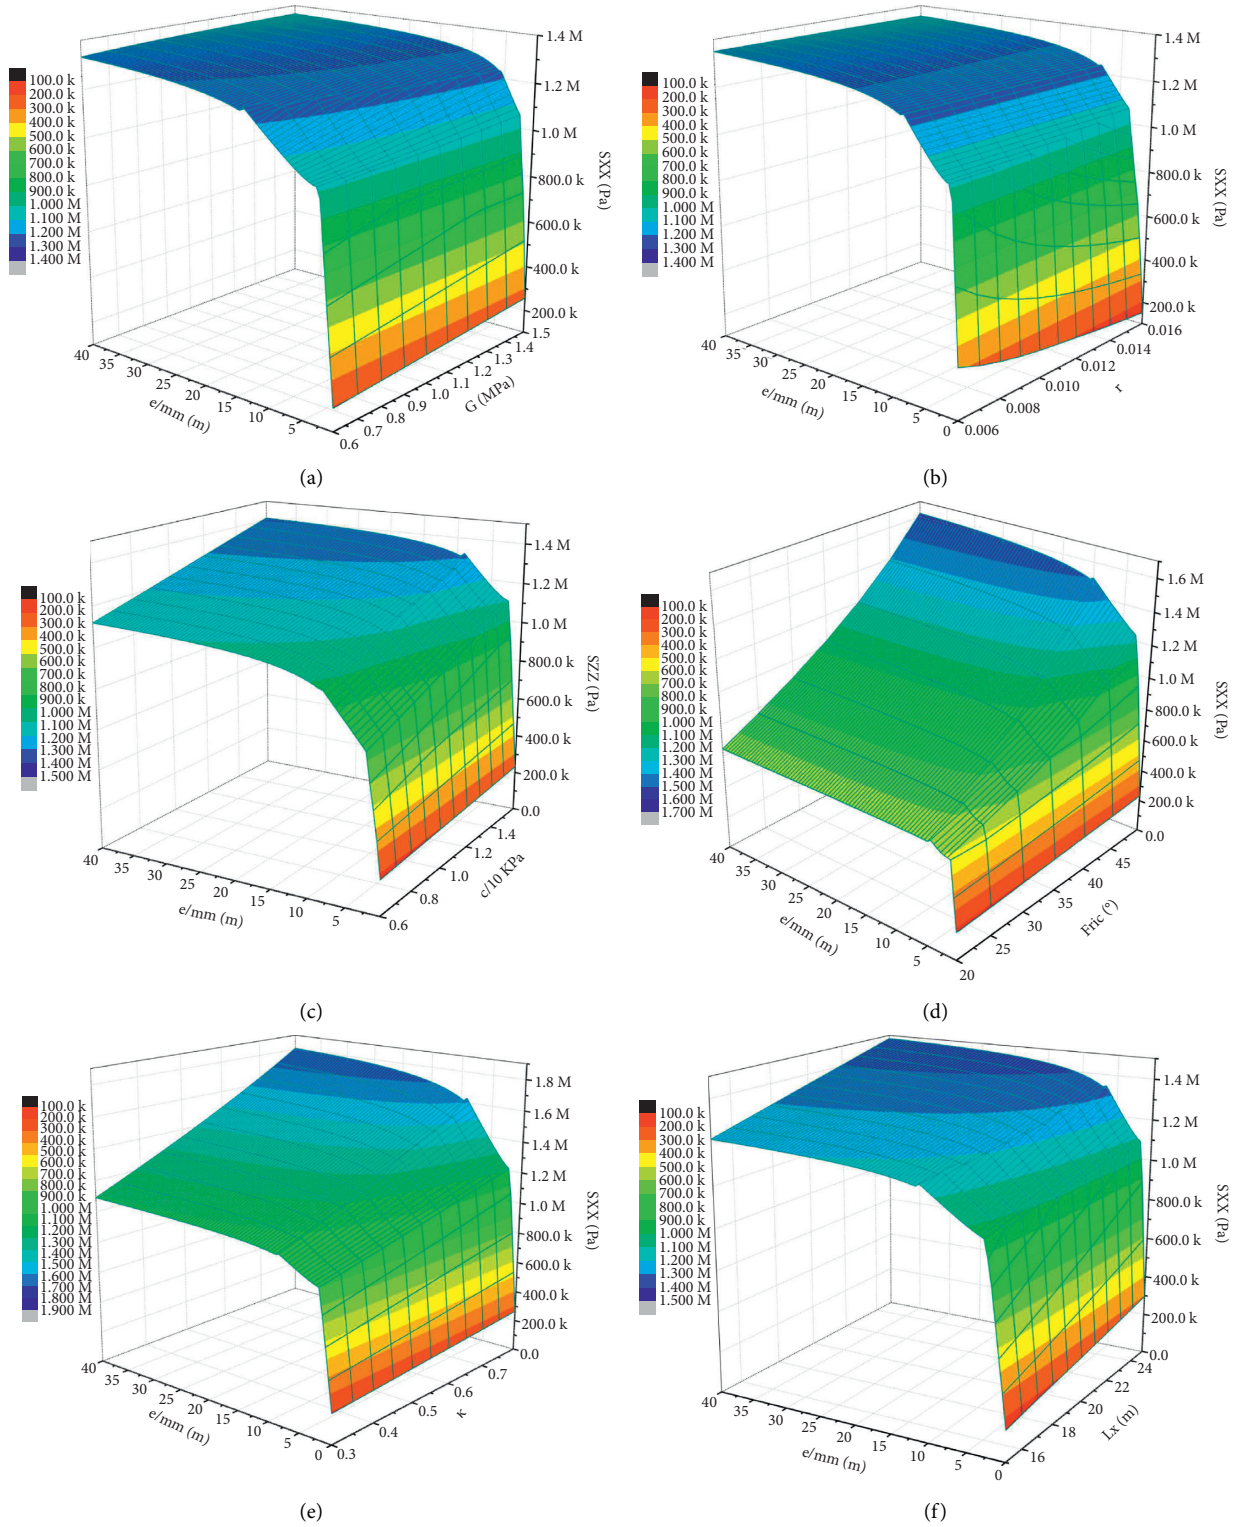 1.4 M
1.2 M
1.0 M
800.0 k
600.0 k
400.0 k
200.0 k
SXX (Pa)
100.0 k
200.0 k
300.0 k
400.0 k
500.0 k
600.0 k
700.0 k
800.0 k
900.0 k
1.000 M
1.100 M
1.200 M
1.300 M
1.400 M
40
35
30
25
20
15
10
5
e/mm (m)
0.6
0.7
0.8
0.9
1.0
1.1
1.2
1.3
1.4
1.5
G (MPa)
(a)
1.4 M
1.2 M
1.0 M
800.0 k
600.0 k
400.0 k
200.0 k
SXX (Pa)
100.0 k
200.0 k
300.0 k
400.0 k
500.0 k
600.0 k
700.0 k
800.0 k
900.0 k
1.000 M
1.100 M
1.200 M
1.300 M
1.400 M
40
35
30
25
20
15
10
5
0
e/mm (m)
0.006
0.008
0.010
0.012
0.014
0.016
r
(b)
1.4 M
1.2 M
1.0 M
800.0 k
600.0 k
400.0 k
200.0 k
0.0
SZZ (Pa)
100.0 k
200.0 k
300.0 k
400.0 k
500.0 k
600.0 k
700.0 k
800.0 k
900.0 k
1.100 M
1.200 M
1.300 M
1.500 M
40
35
30
25
20
15
10
5
e/mm (m)
0.6
0.8
1.0
1.2
1.4
c/10 KPa
(c)
1.6 M
1.4 M
1.2 M
1.0 M
800.0 k
600.0 k
400.0 k
200.0 k
0.0
SXX (Pa)
100.0 k
200.0 k
300.0 k
400.0 k
500.0 k
600.0 k
700.0 k
800.0 k
900.0 k
1.000 M
1.100 M
1.200 M
1.400 M
1.500 M
1.600 M
1.700 M
40
35
30
25
20
15
10
5
e/mm (m)
20
25
30
35
40
45
Fric (°)
(d)
1.8 M
1.6 M
1.4 M
1.2 M
1.0 M
800.0 k
600.0 k
400.0 k
200.0 k
0.0
SXX (Pa)
100.0 k
200.0 k
300.0 k
400.0 k
500.0 k
600.0 k
700.0 k
800.0 k
900.0 k
1.000 M
1.100 M
1.200 M
1.300 M
1.400 M
1.500 M
1.600 M
1.700 M
1.800 M
1.900 M
40
35
30
25
20
15
10
5
0
e/mm (m)
0.3
0.4
0.5
0.6
0.7
κ
(e)
1.4 M
1.2 M
1.0 M
800.0 k
600.0 k
400.0 k
200.0 k
0.0
SXX (Pa)
100.0 k
200.0 k
300.0 k
400.0 k
500.0 k
600.0 k
700.0 k
800.0 k
900.0 k
1.000 M
1.100 M
1.200 M
1.300 M
1.400 M
1.500 M
40
35
30
25
20
15
10
5
0
e/mm (m)
16
18
20
22
24
Lx (m)
(f)